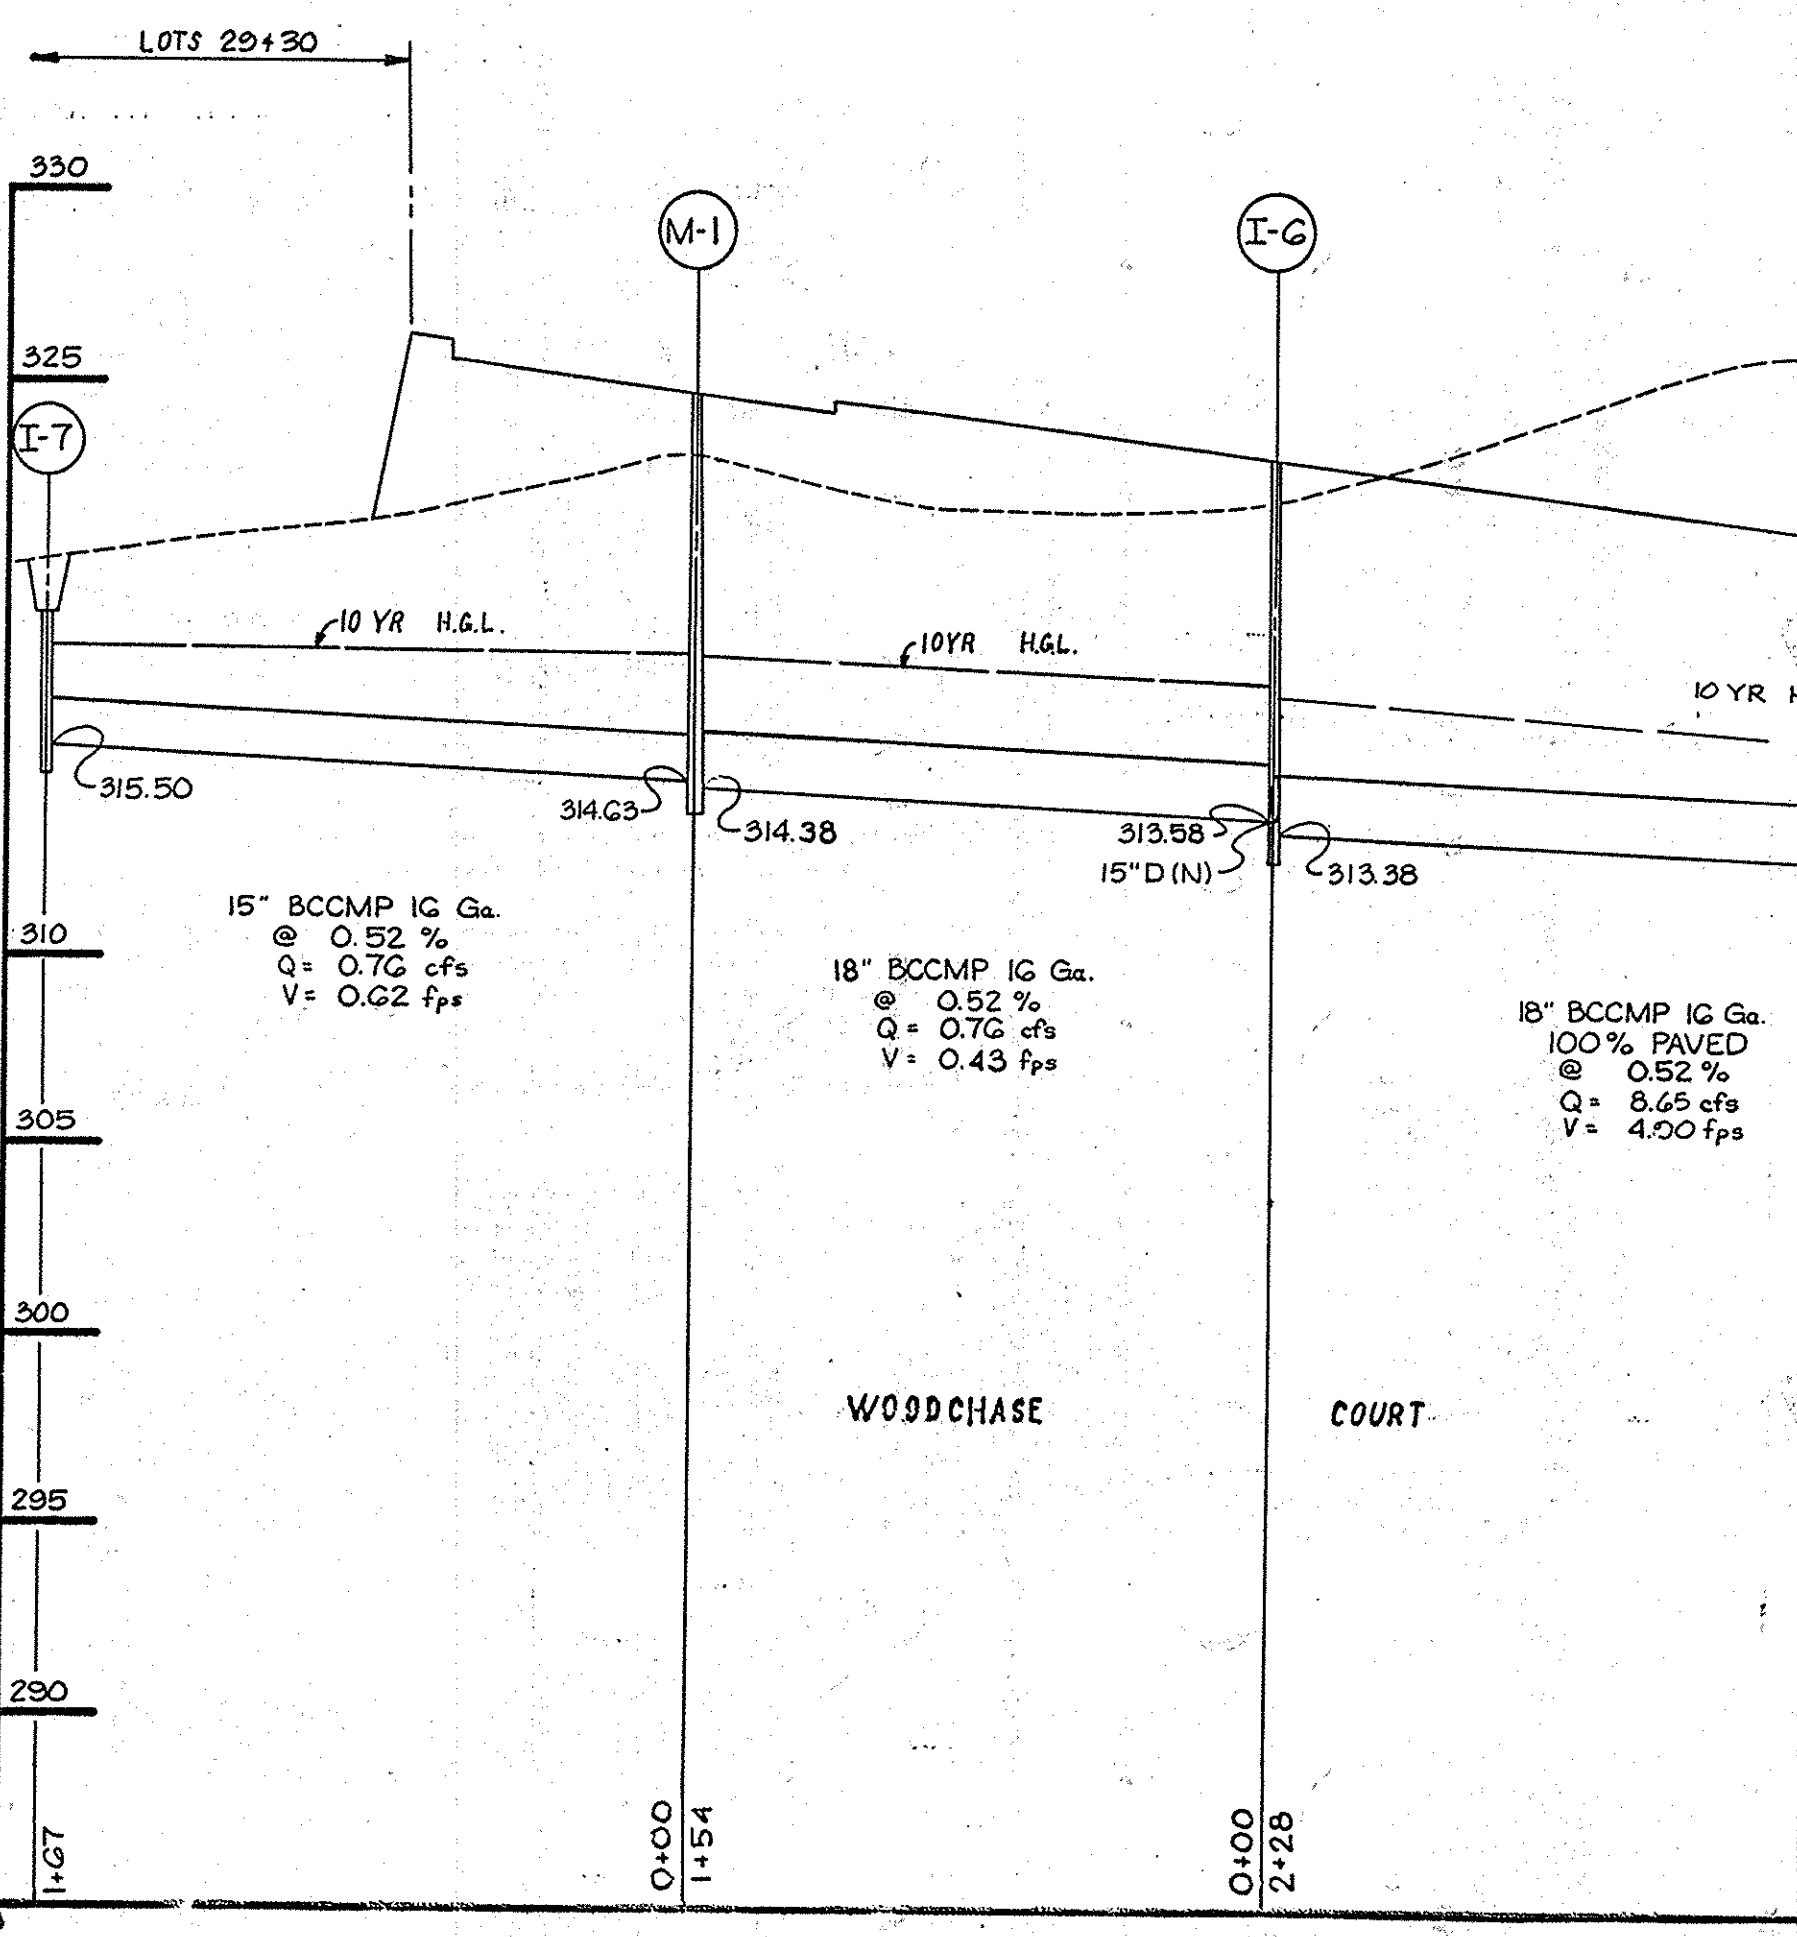 LOTS 29+30
330
325
I-7
M-1
I-6
10 YR H.G.L.
10YR H.G.L.
10 YR
315.50
314.63
314.38
313.58
15"D(N)
313.38
15" BCCMP 16 Ga.
@ 0.52 %
Q = 0.76 cfs
V = 0.62 fps
18" BCCMP 16 Ga.
@ 0.52 %
Q = 0.76 cfs
V = 0.43 fps
18" BCCMP 16 Ga.
100% PAVED
@ 0.52 %
Q = 8.65 cfs
V = 4.90 fps
310
305
300
295
290
WOODCHASE COURT
1+67
0+00
1+54
0+00
2+28